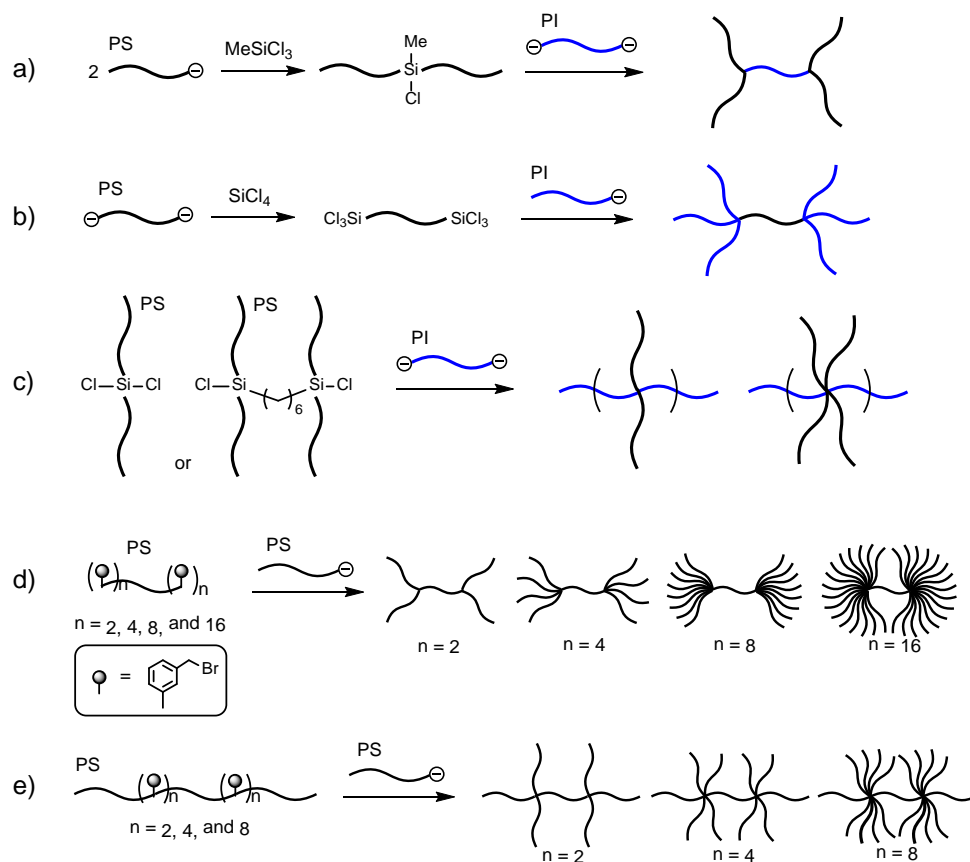 a)
PS
2
⊖
MeSiCl3
Me
Si
Cl
PI
⊖ ⊖
b)
PS
⊖ ⊖
SiCl4
Cl3Si SiCl3
PI
⊖
c)
PS
Cl Si Cl
or
PS
Cl Si Si Cl
6
PI
⊖ ⊖
( )
( )
d)
PS
( )n ( )n
n = 2, 4, 8, and 16
= Br
PS
⊖
n = 2
n = 4
n = 8
n = 16
e)
PS
( )n ( )n
n = 2, 4, and 8
PS
⊖
n = 2
n = 4
n = 8